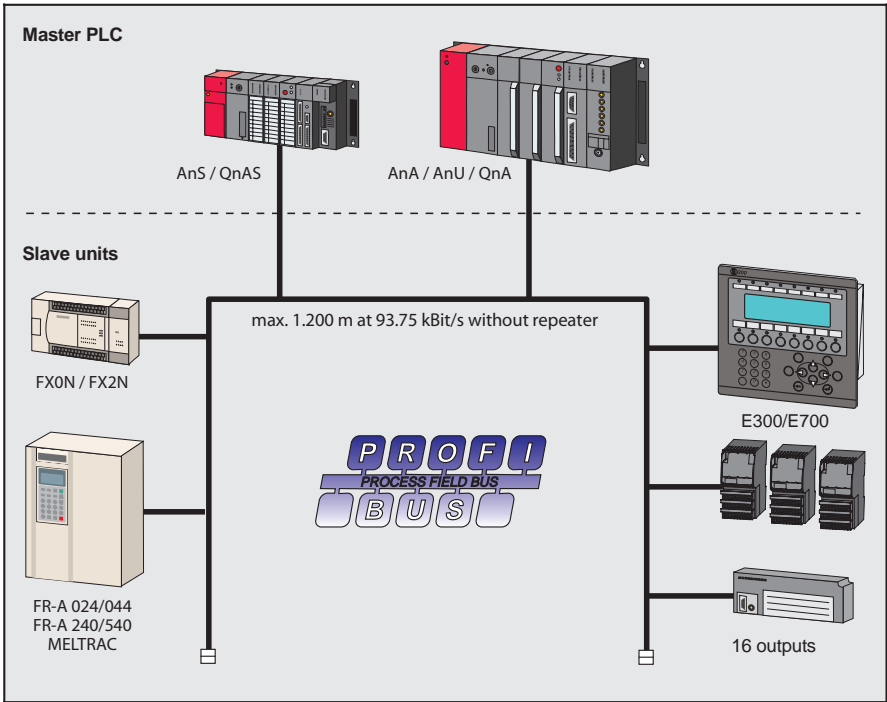 Master PLC
AnS / QnAS
AnA / AnU / QnA
Slave units
max. 1.200 m at 93.75 kBit/s without repeater
FX0N / FX2N
E300/E700
PROFI
PROCESS FIELD BUS
BUS
FR-A 024/044
FR-A 240/540
MELTRAC
16 outputs